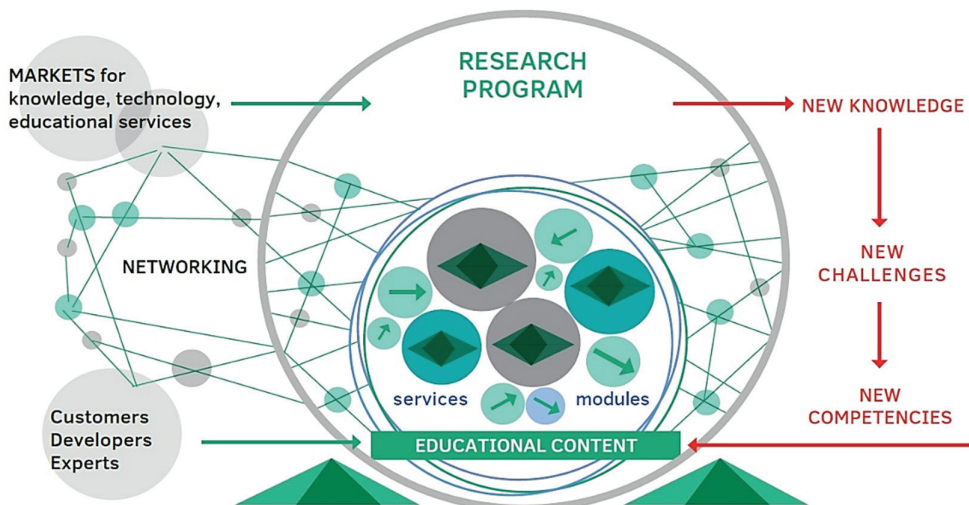 MARKETS for
knowledge, technology,
educational services
RESEARCH
PROGRAM
NEW KNOWLEDGE
NETWORKING
NEW
CHALLENGES
services
modules
NEW
COMPETENCIES
Customers
Developers
Experts
EDUCATIONAL CONTENT